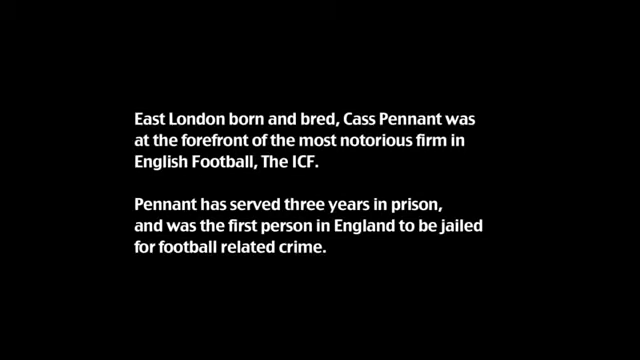 East London born and bred, Cass Pennant was
at the forefront of the most notorious firm in
English Football, The ICF.
Pennant has served three years in prison,
and was the first person in England to be jailed
for football related crime.